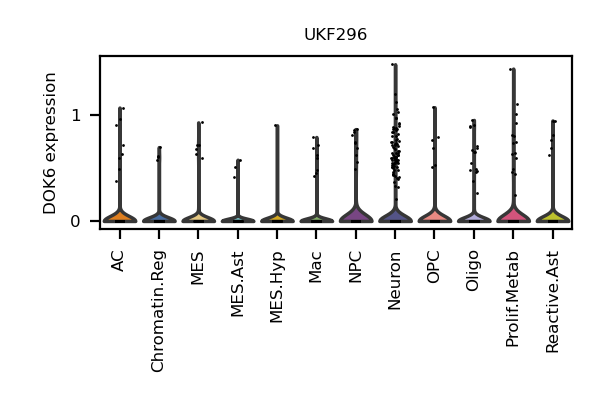 UKF296
DOK6 expression
1
0
AC
Chromatin.Reg
MES
MES.Ast
MES.Hyp
Mac
NPC
Neuron
OPC
Oligo
Prolif.Metab
Reactive.Ast